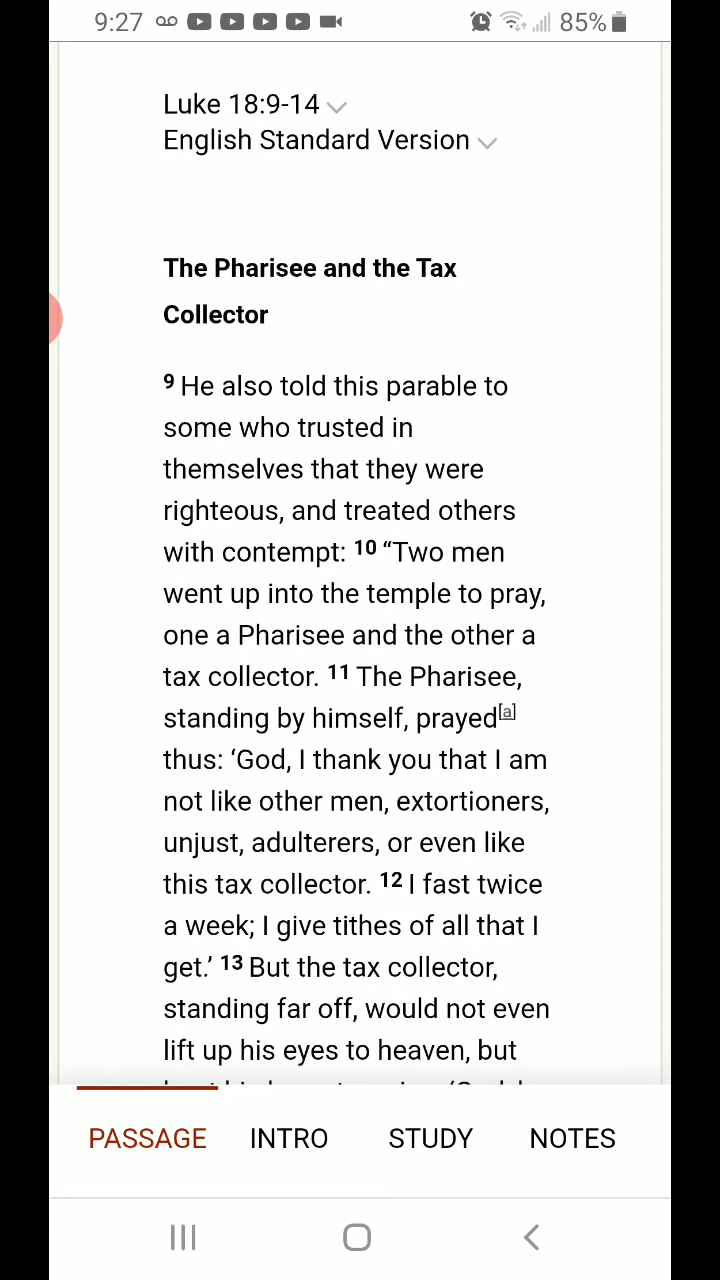 9:27 85%
Luke 18:9-14
English Standard Version
The Pharisee and the Tax
Collector
9 He also told this parable to
some who trusted in
themselves that they were
righteous, and treated others
with contempt: 10 “Two men
went up into the temple to pray,
one a Pharisee and the other a
tax collector. 11 The Pharisee,
standing by himself, prayed[a]
thus: ‘God, I thank you that I am
not like other men, extortioners,
unjust, adulterers, or even like
this tax collector. 12 I fast twice
a week; I give tithes of all that I
get.’ 13 But the tax collector,
standing far off, would not even
lift up his eyes to heaven, but
PASSAGE INTRO STUDY NOTES